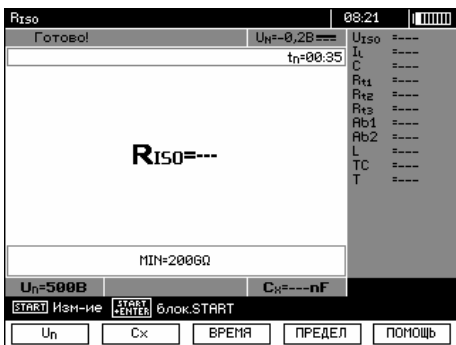 RISO 08:21
Готово! UN=-0,2В
tn=00:35
RISO=---
MIN=200GΩ
UISO =---
IL =---
C =---
Rt1 =---
Rt2 =---
Rt3 =---
Ab1 =---
Ab2 =---
L =---
TC =---
T =---
Un=500В Cx=---nF
START Изм-ие START +ENTER блок.START
Un Cx ВРЕМЯ ПРЕДЕЛ ПОМОЩЬ